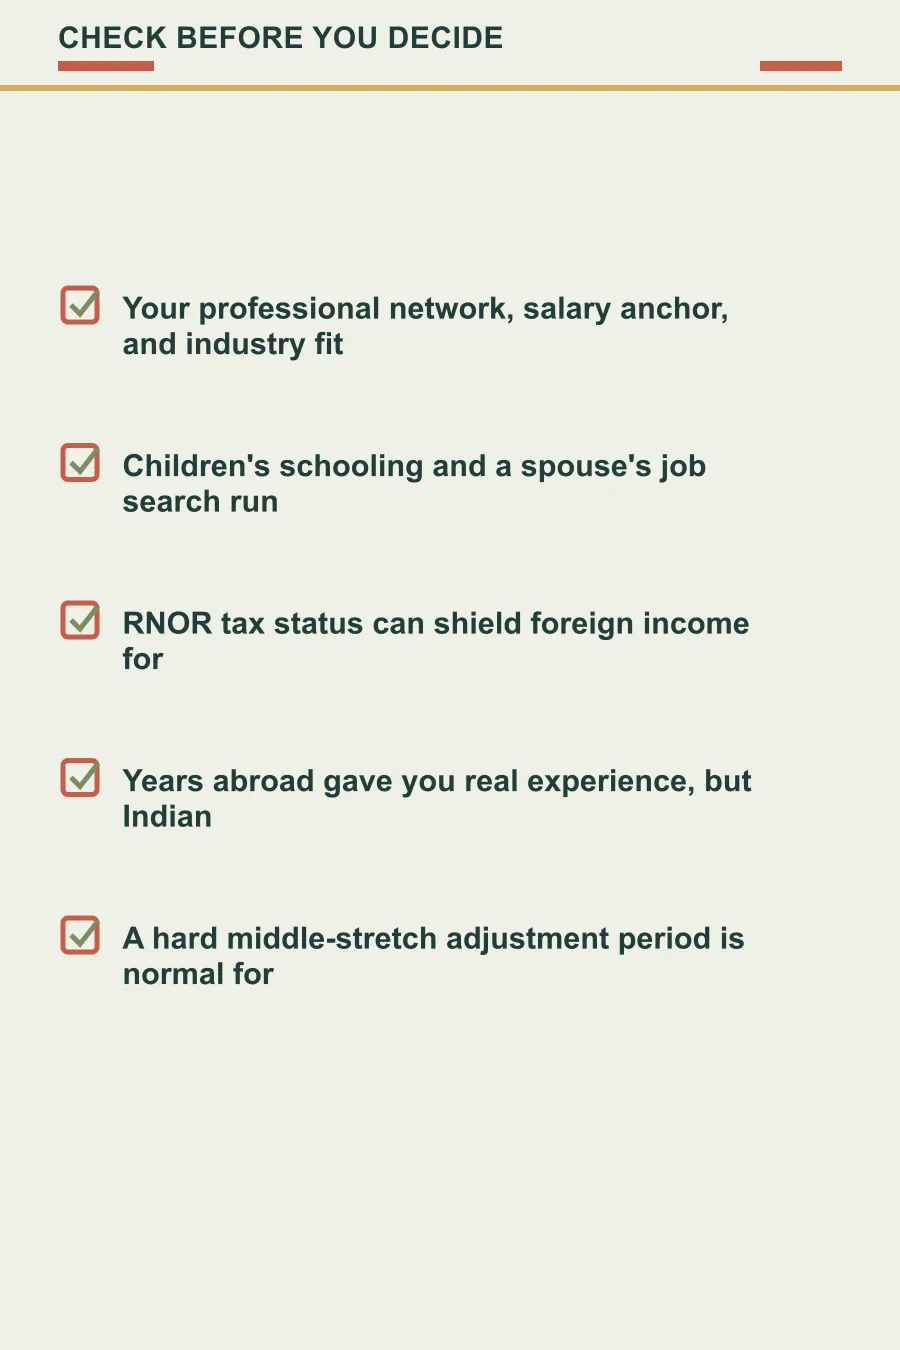 CHECK BEFORE YOU DECIDE
Your professional network, salary anchor,
and industry fit
Children's schooling and a spouse's job
search run
RNOR tax status can shield foreign income
for
Years abroad gave you real experience, but
Indian
A hard middle-stretch adjustment period is
normal for